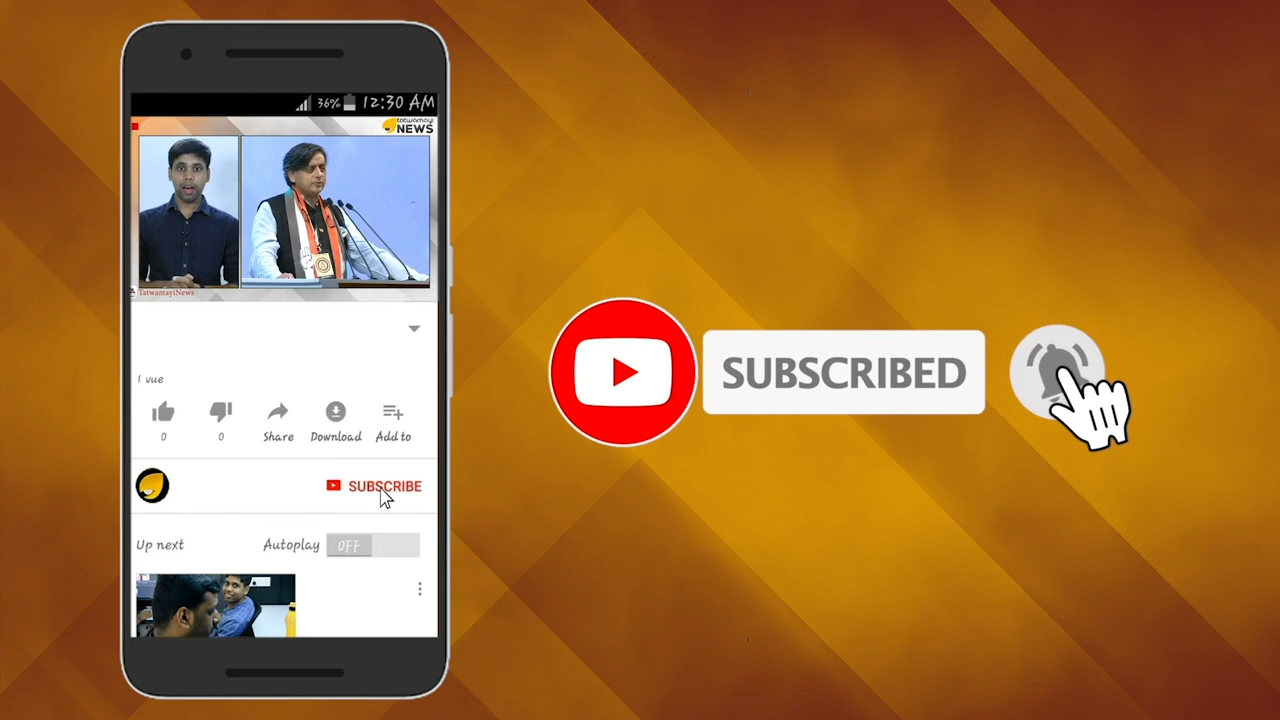 36% 12:30 AM
tatwamayi
NEWS
TatwamayiNews
1 vue
0 0 Share Download Add to
SUBSCRIBE
Up next Autoplay OFF
SUBSCRIBED